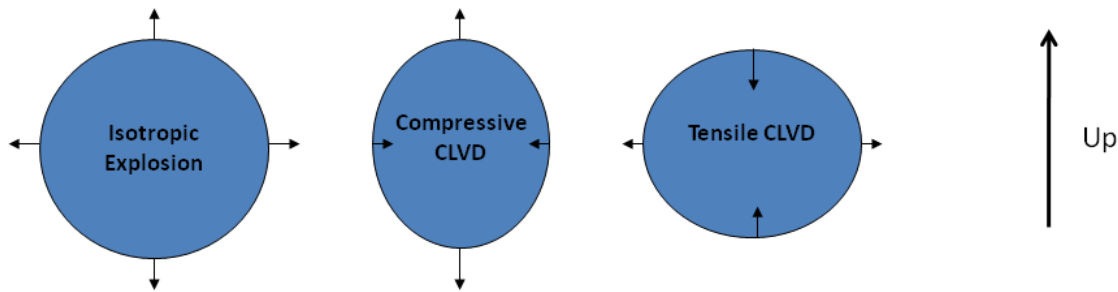 Isotropic
Explosion
Compressive
CLVD
Tensile CLVD
Up